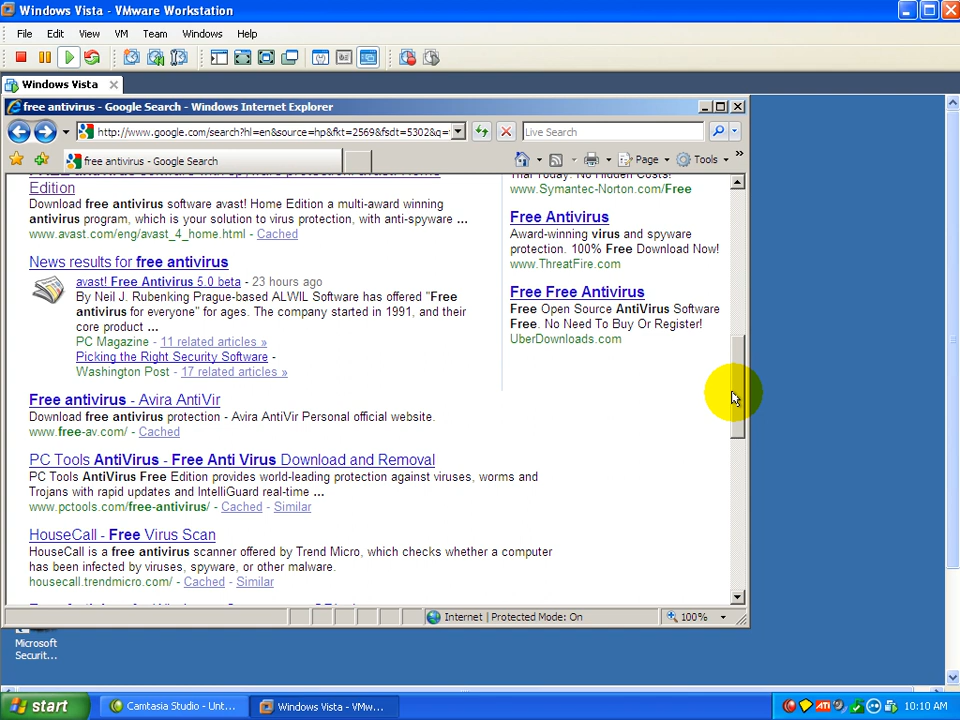 Windows Vista - VMware Workstation
File Edit View VM Team Windows Help
Windows Vista
free antivirus - Google Search - Windows Internet Explorer
http://www.google.com/search?hl=en&source=hp&fkt=2569&fsdt=5302&q=
Live Search
free antivirus - Google Search
Page Tools »
Edition
Download free antivirus software avast! Home Edition a multi-award winning
antivirus program, which is your solution to virus protection, with anti-spyware ...
www.avast.com/eng/avast_4_home.html - Cached
News results for free antivirus
avast! Free Antivirus 5.0 beta - 23 hours ago
By Neil J. Rubenking Prague-based ALWIL Software has offered "Free
antivirus for everyone" for ages. The company started in 1991, and their
core product ...
PC Magazine - 11 related articles »
Picking the Right Security Software -
Washington Post - 17 related articles »
Free antivirus - Avira AntiVir
Download free antivirus protection - Avira AntiVir Personal official website.
www.free-av.com/ - Cached
PC Tools AntiVirus - Free Anti Virus Download and Removal
PC Tools AntiVirus Free Edition provides world-leading protection against viruses, worms and
Trojans with rapid updates and IntelliGuard real-time ...
www.pctools.com/free-antivirus/ - Cached - Similar
HouseCall - Free Virus Scan
HouseCall is a free antivirus scanner offered by Trend Micro, which checks whether a computer
has been infected by viruses, spyware, or other malware.
housecall.trendmicro.com/ - Cached - Similar
Trial Today. No Hidden Costs!
www.Symantec-Norton.com/Free
Free Antivirus
Award-winning virus and spyware
protection. 100% Free Download Now!
www.ThreatFire.com
Free Free Antivirus
Free Open Source AntiVirus Software
Free. No Need To Buy Or Register!
UberDownloads.com
Internet | Protected Mode: On
100%
Microsoft
Securit...
start
Camtasia Studio - Unt...
Windows Vista - VMw...
ATI
10:10 AM